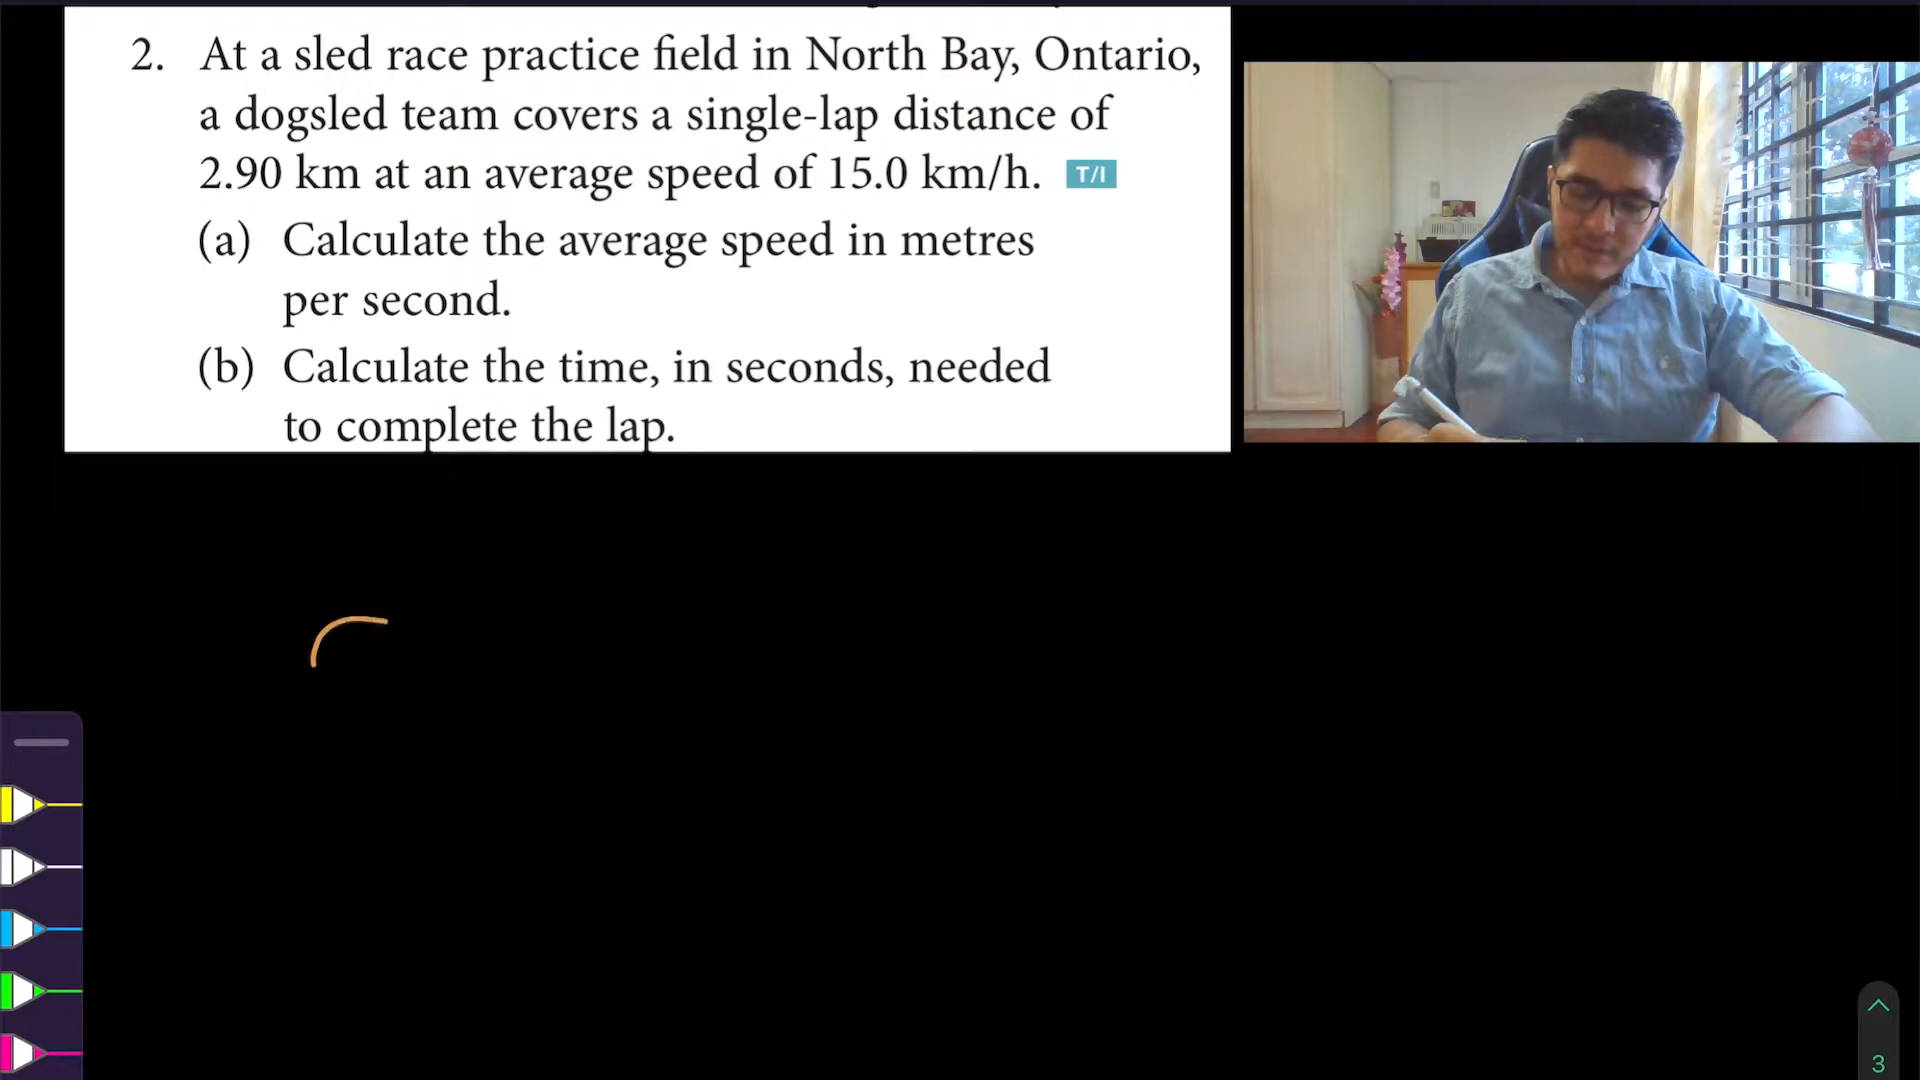 2. At a sled race practice field in North Bay, Ontario,
a dogsled team covers a single-lap distance of
2.90 km at an average speed of 15.0 km/h. T/I
(a) Calculate the average speed in metres
per second.
(b) Calculate the time, in seconds, needed
to complete the lap.
3